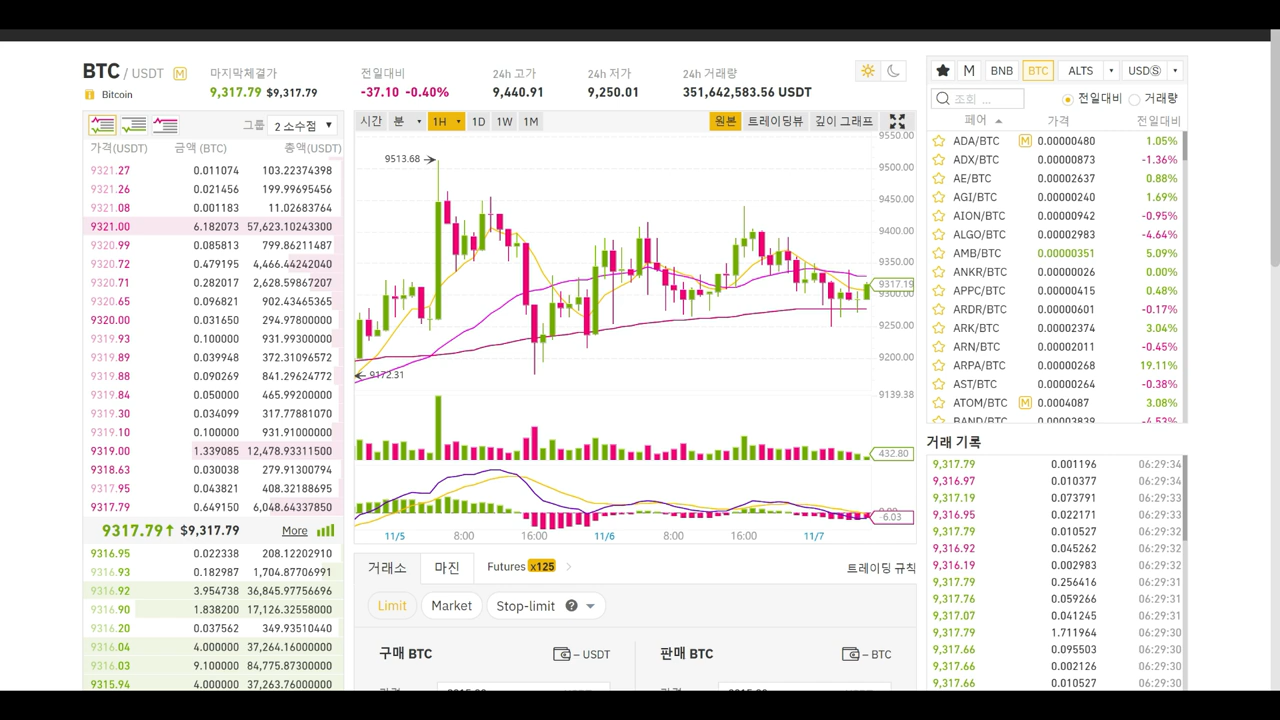 BTC / USDT M
Bitcoin
마지막체결가
9,317.79 $9,317.79
전일대비
-37.10 -0.40%
24h 고가
9,440.91
24h 저가
9,250.01
24h 거래량
351,642,583.56 USDT
그룹 2 소수점
가격(USDT) 금액 (BTC) 총액(USDT)
9321.27 0.011074 103.22374398
9321.26 0.021456 199.99695456
9321.08 0.001183 11.02683764
9321.00 6.182073 57,623.10243300
9320.99 0.085813 799.86211487
9320.72 0.479195 4,466.44242040
9320.71 0.282017 2,628.59867207
9320.65 0.096821 902.43465365
9320.00 0.031650 294.97800000
9319.93 0.100000 931.99300000
9319.89 0.039948 372.31096572
9319.88 0.090269 841.29624772
9319.84 0.050000 465.99200000
9319.30 0.034099 317.77881070
9319.10 0.100000 931.91000000
9319.00 1.339085 12,478.93311500
9318.63 0.030038 279.91300794
9317.95 0.043821 408.32188695
9317.79 0.649150 6,048.64337850
9317.79↑ $9,317.79 More
9316.95 0.022338 208.12202910
9316.93 0.182987 1,704.87706991
9316.92 3.954738 36,845.97756696
9316.90 1.838200 17,126.32558000
9316.20 0.037562 349.93510440
9316.04 4.000000 37,264.16000000
9316.03 9.100000 84,775.87300000
9315.94 4.000000 37,263.76000000
시간 분 1H 1D 1W 1M
원본 트레이딩뷰 깊이 그래프
9550.00
9513.68
9500.00
9450.00
9400.00
9350.00
9317.19
9300.00
9250.00
9200.00
9172.31
9139.38
432.80
6.03
11/5 8:00 16:00 11/6 8:00 16:00 11/7
거래소 마진 Futures x125 트레이딩 규칙
Limit Market Stop-limit ?
구매 BTC – USDT
판매 BTC – BTC
M BNB BTC ALTS USDⓈ
조회 ... 전일대비 거래량
페어 가격 전일대비
ADA/BTC M 0.00000480 1.05%
ADX/BTC 0.00000873 -1.36%
AE/BTC 0.00002637 0.88%
AGI/BTC 0.00000240 1.69%
AION/BTC 0.00000942 -0.95%
ALGO/BTC 0.00002983 -4.64%
AMB/BTC 0.00000351 5.09%
ANKR/BTC 0.00000026 0.00%
APPC/BTC 0.00000415 0.48%
ARDR/BTC 0.00000601 -0.17%
ARK/BTC 0.00002374 3.04%
ARN/BTC 0.00002011 -0.45%
ARPA/BTC 0.00000268 19.11%
AST/BTC 0.00000264 -0.38%
ATOM/BTC M 0.0004087 3.08%
BAND/BTC 0.00003839 -4.53%
거래 기록
9,317.79 0.001196 06:29:34
9,316.97 0.010377 06:29:34
9,317.19 0.073791 06:29:33
9,316.95 0.022171 06:29:33
9,317.79 0.010527 06:29:32
9,316.92 0.045262 06:29:32
9,316.19 0.002983 06:29:32
9,317.79 0.256416 06:29:31
9,317.76 0.059266 06:29:31
9,317.07 0.041245 06:29:31
9,317.79 1.711964 06:29:30
9,317.66 0.095503 06:29:30
9,317.66 0.002126 06:29:30
9,317.66 0.010527 06:29:30